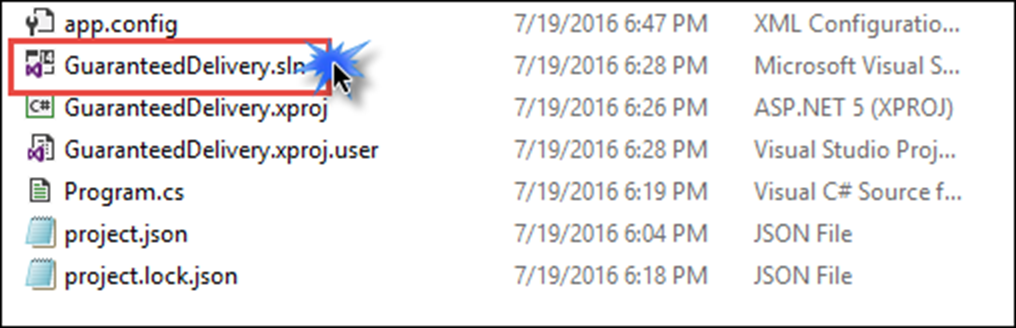 app.config 7/19/2016 6:47 PM XML Configuratio...
GuaranteedDelivery.sln 7/19/2016 6:28 PM Microsoft Visual S...
GuaranteedDelivery.xproj 7/19/2016 6:26 PM ASP.NET 5 (XPROJ)
GuaranteedDelivery.xproj.user 7/19/2016 6:28 PM Visual Studio Proj...
Program.cs 7/19/2016 6:19 PM Visual C# Source f...
project.json 7/19/2016 6:04 PM JSON File
project.lock.json 7/19/2016 6:18 PM JSON File